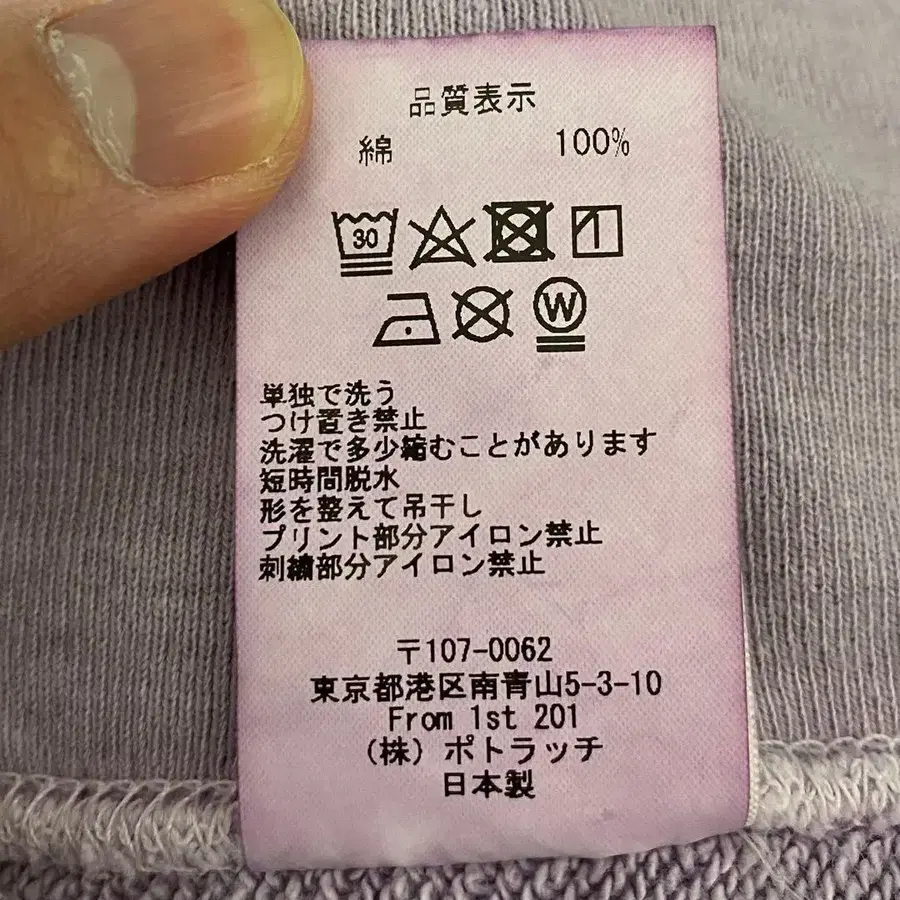 品質表示
綿 100%
30
W
単独で洗う
つけ置き禁止
洗濯で多少縮むことがあります
短時間脱水
形を整えて吊干し
プリント部分アイロン禁止
刺繍部分アイロン禁止
〒107-0062
東京都港区南青山5-3-10
From 1st 201
(株) ポトラッチ
日本製